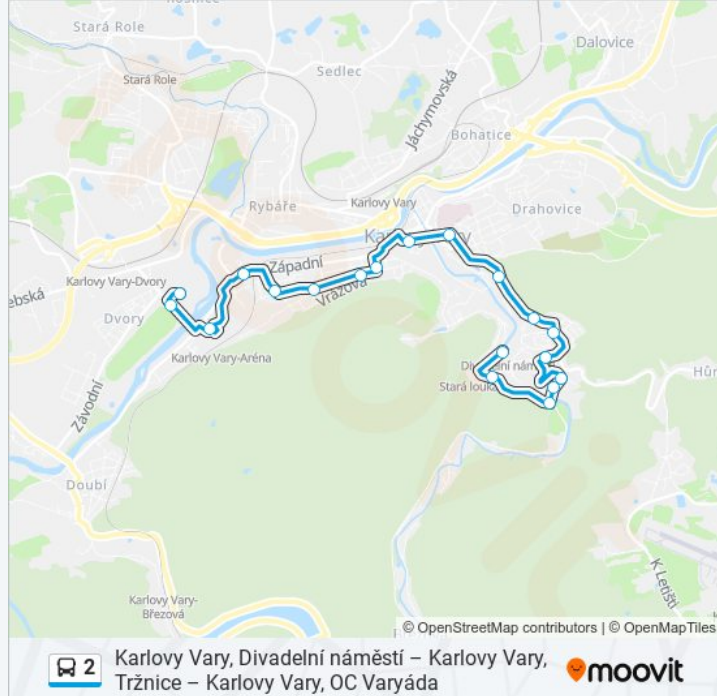 Stará Role
Dalovice
Sedlec
Stará Role
Jáchymovská
Bohatice
Karlovy Vary
Rybáře
Drahovice
Západní
Karlovy Vary-Dvory
Vrázova
Dvory
Karlovy Vary-Aréna
Stará louka
Závodní
Doubí
K Letišti
Karlovy Vary-
Březová
© OpenStreetMap contributors | © OpenMapTiles
2 Karlovy Vary, Divadelní náměstí – Karlovy Vary,
Tržnice – Karlovy Vary, OC Varyáda
moovit